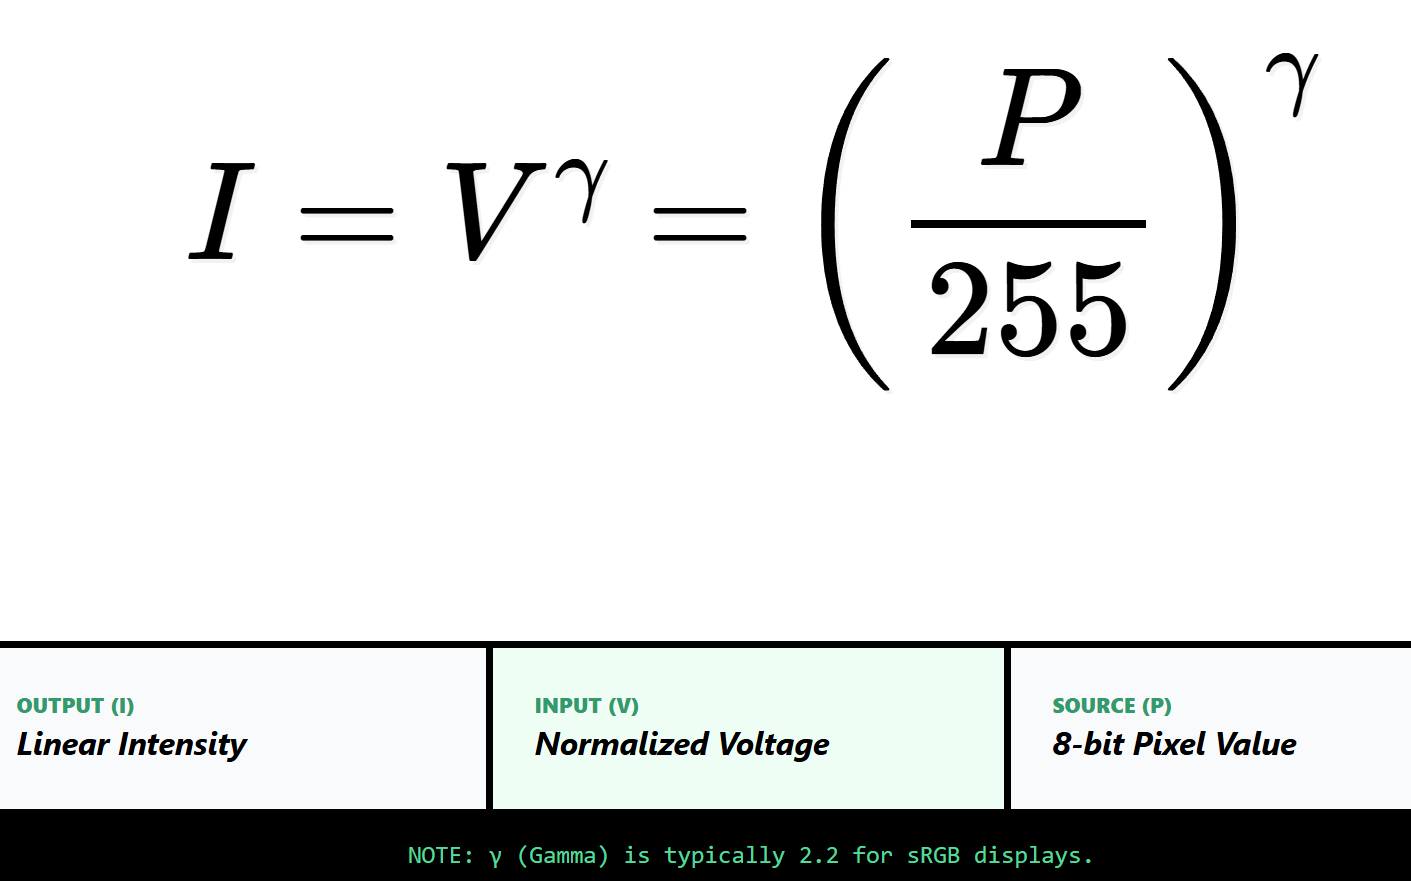 I = V^γ = (P/255)^γ
OUTPUT (I)
Linear Intensity
INPUT (V)
Normalized Voltage
SOURCE (P)
8-bit Pixel Value
NOTE: γ (Gamma) is typically 2.2 for sRGB displays.